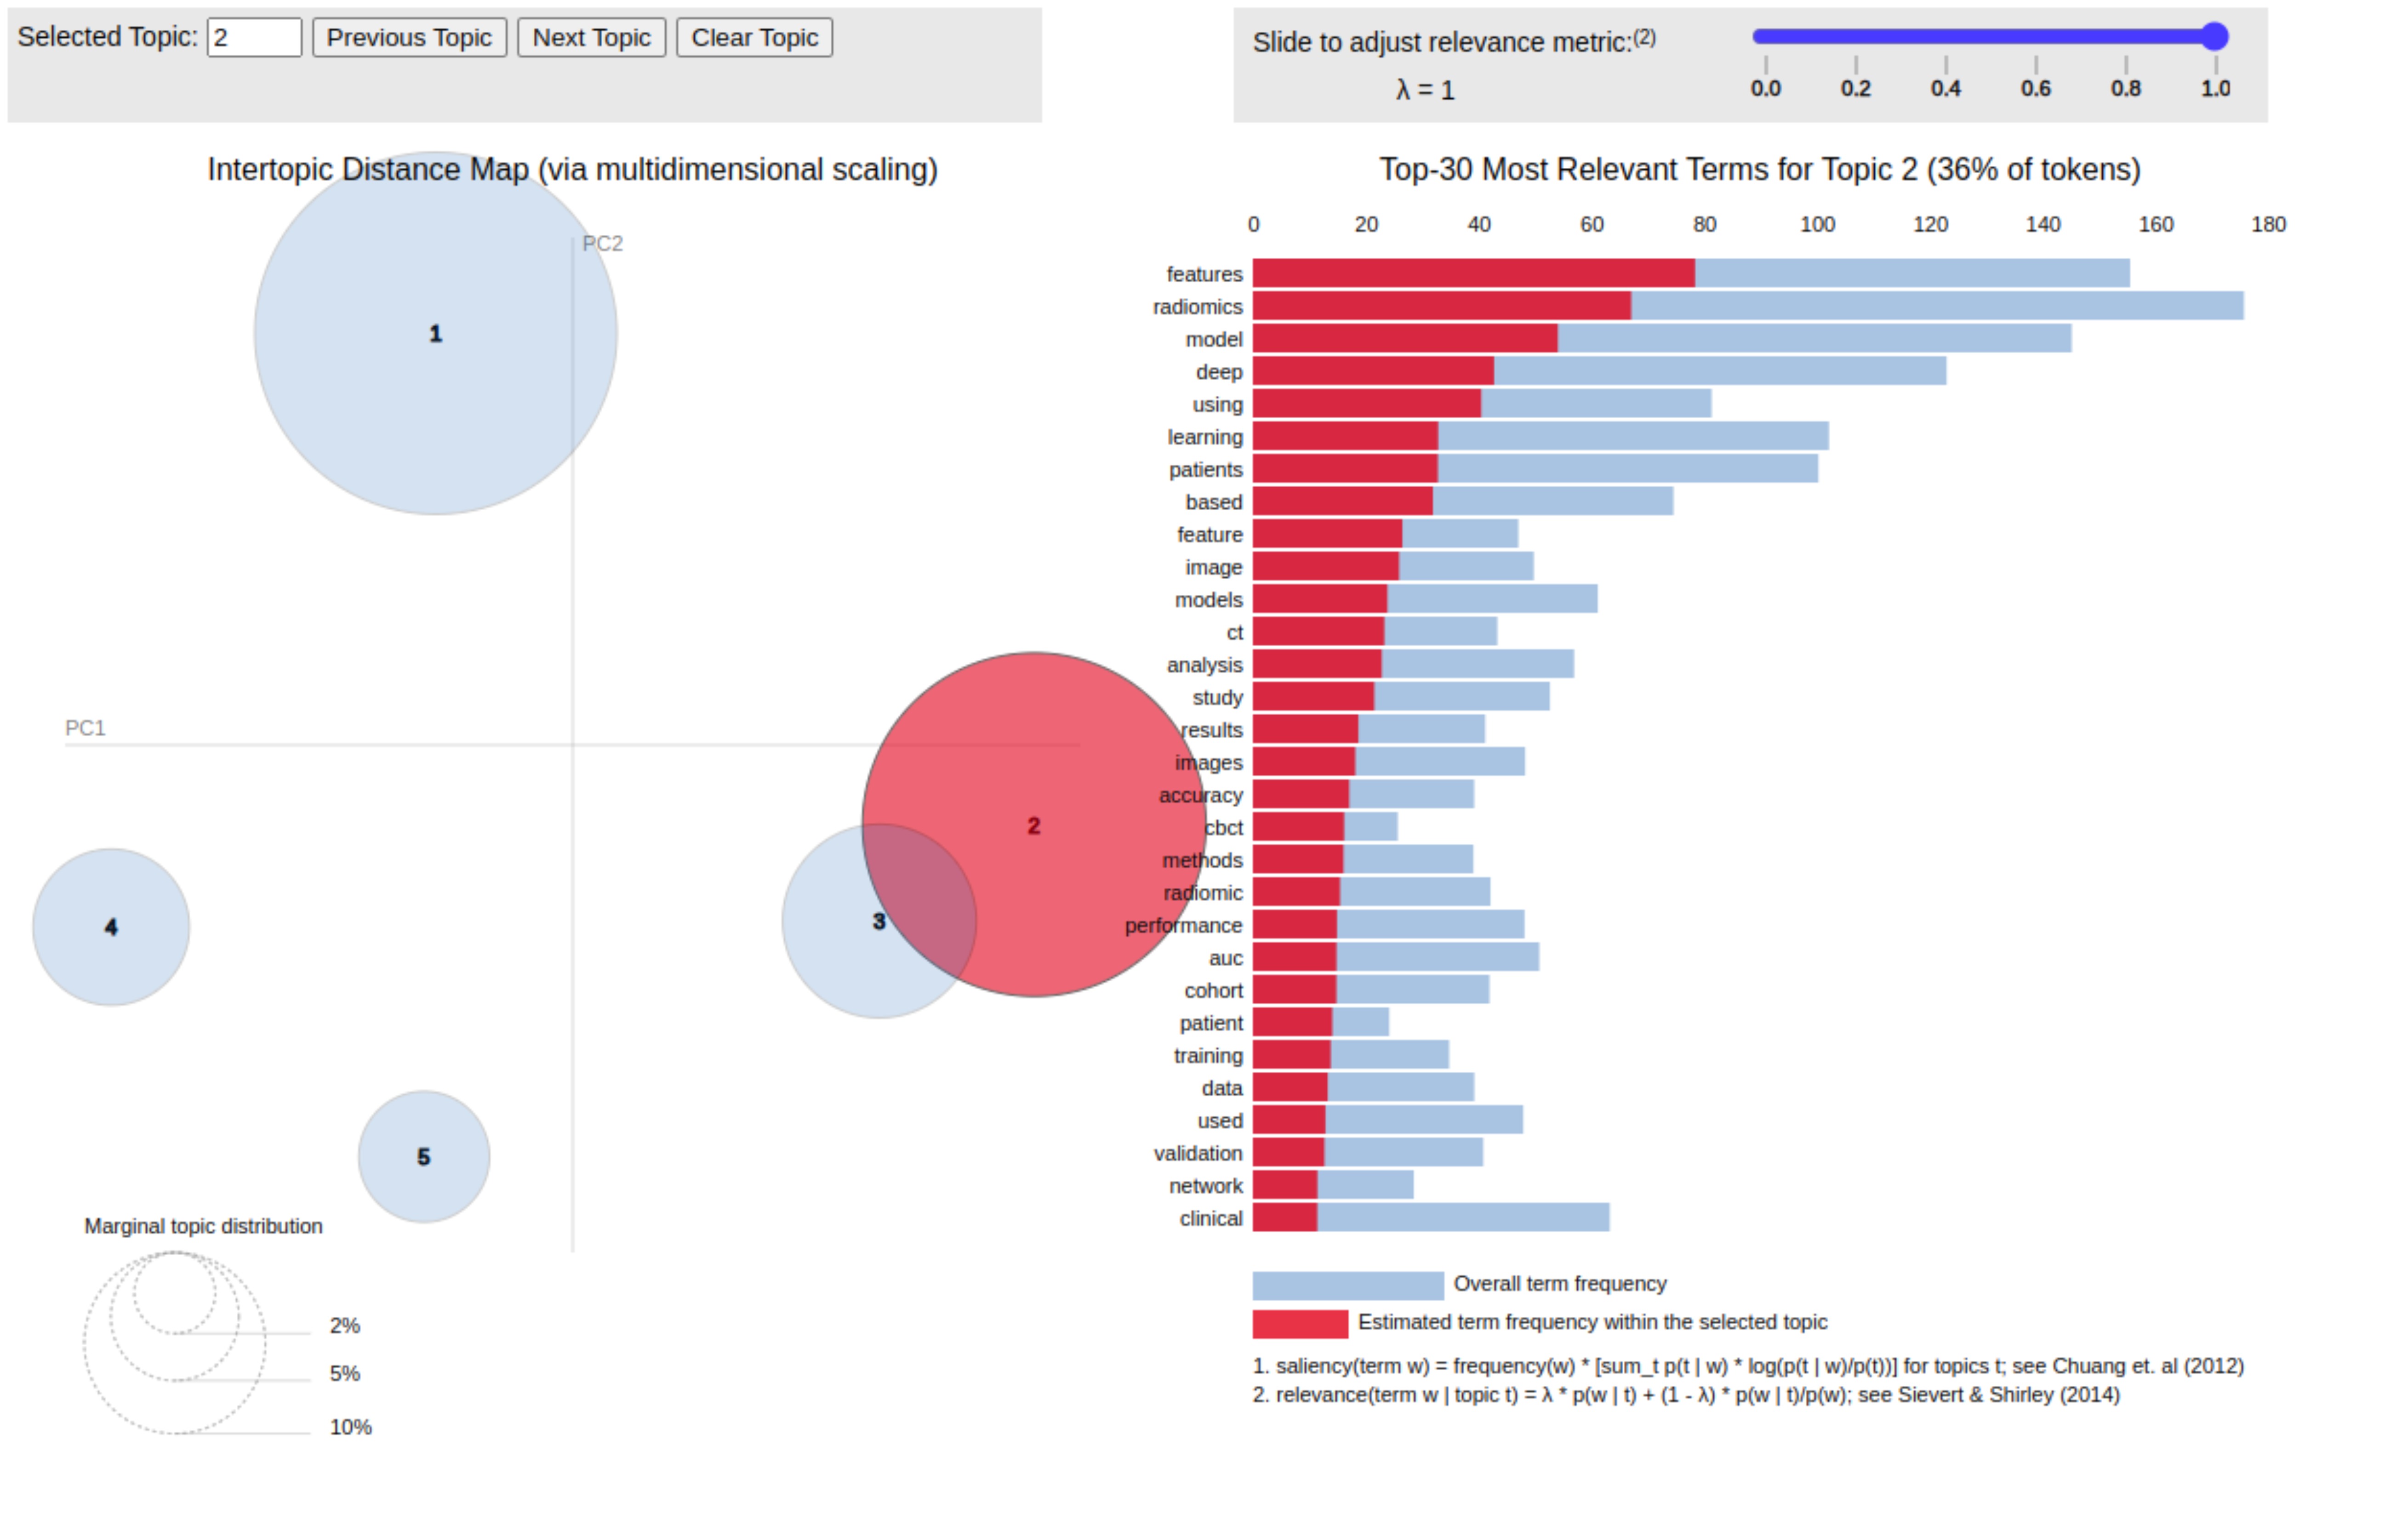 Selected Topic: 2 Previous Topic Next Topic Clear Topic
Slide to adjust relevance metric:(2)
λ = 1
0.0 0.2 0.4 0.6 0.8 1.0
Intertopic Distance Map (via multidimensional scaling)
PC2
1
PC1
2
3
4
5
Marginal topic distribution
2%
5%
10%
Top-30 Most Relevant Terms for Topic 2 (36% of tokens)
0 20 40 60 80 100 120 140 160 180
features
radiomics
model
deep
using
learning
patients
based
feature
image
models
ct
analysis
study
results
images
accuracy
cbct
methods
radiomic
performance
auc
cohort
patient
training
data
used
validation
network
clinical
Overall term frequency
Estimated term frequency within the selected topic
1. saliency(term w) = frequency(w) * [sum_t p(t | w) * log(p(t | w)/p(t))] for topics t; see Chuang et. al (2012)
2. relevance(term w | topic t) = λ * p(w | t) + (1 - λ) * p(w | t)/p(w); see Sievert & Shirley (2014)